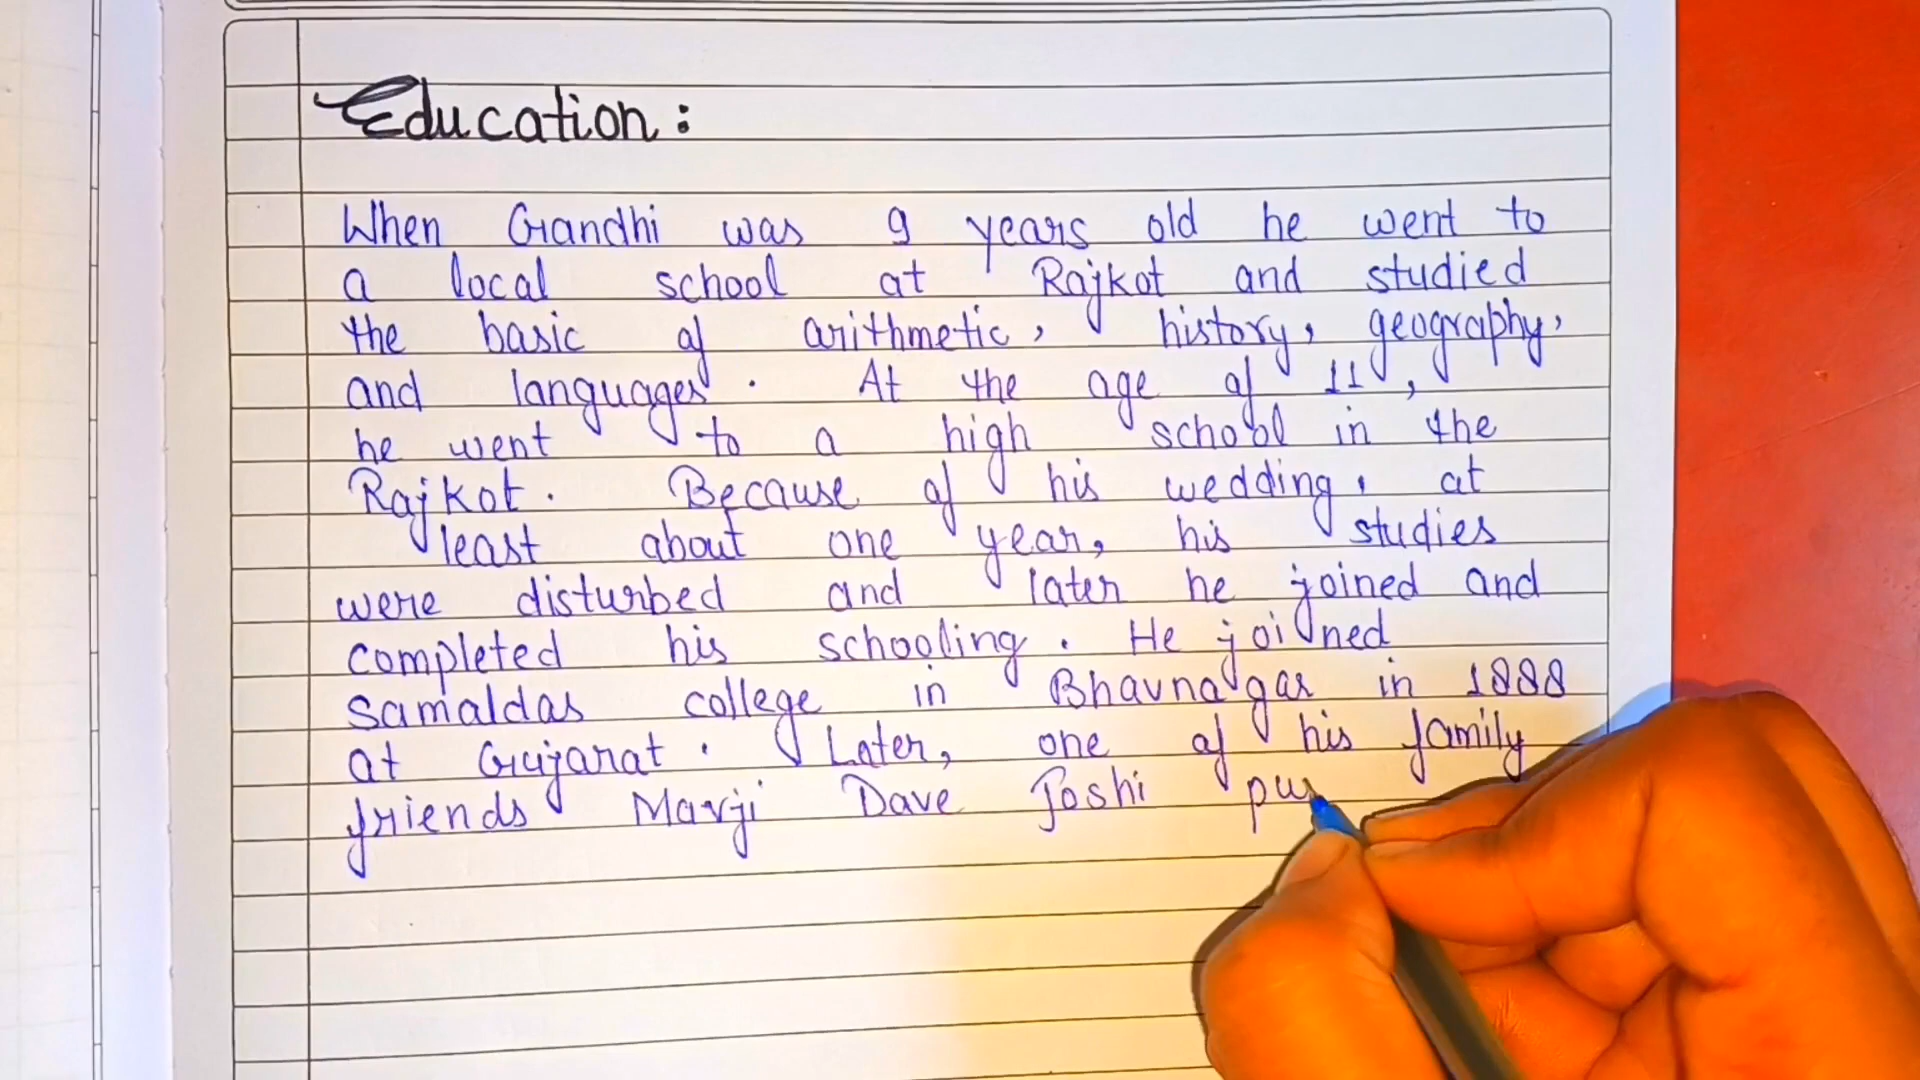 Education :
When Gandhi was 9 years old he went to
a local school at Rajkot and studied
the basic of arithmetic, history, geography,
and languages. At the age of 11,
he went to a high school in the
Rajkot. Because of his wedding, at
least about one year, his studies
were disturbed and later he joined and
completed his schooling. He joined
samaldas college in Bhavnagar in 1888
at Gujarat. Later, one of his family
friends Mavji Dave Joshi